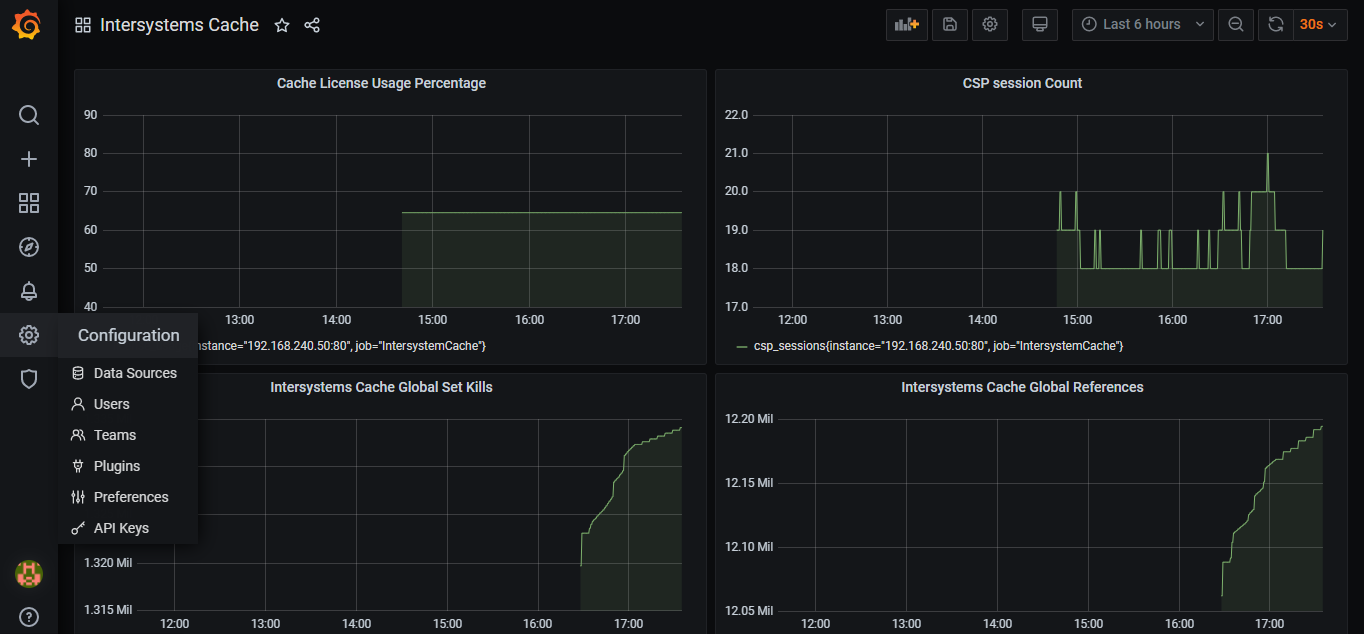 Intersystems Cache
Last 6 hours
30s
Cache License Usage Percentage
90
80
70
60
50
40
13:00 14:00 15:00 16:00 17:00
instance="192.168.240.50:80", job="IntersystemCache"}
CSP session Count
22.0
21.0
20.0
19.0
18.0
17.0
12:00 13:00 14:00 15:00 16:00 17:00
csp_sessions{instance="192.168.240.50:80", job="IntersystemCache"}
Configuration
Data Sources
Users
Teams
Plugins
Preferences
API Keys
Intersystems Cache Global Set Kills
1.320 Mil
1.315 Mil
12:00 13:00 14:00 15:00 16:00 17:00
Intersystems Cache Global References
12.20 Mil
12.15 Mil
12.10 Mil
12.05 Mil
12:00 13:00 14:00 15:00 16:00 17:00